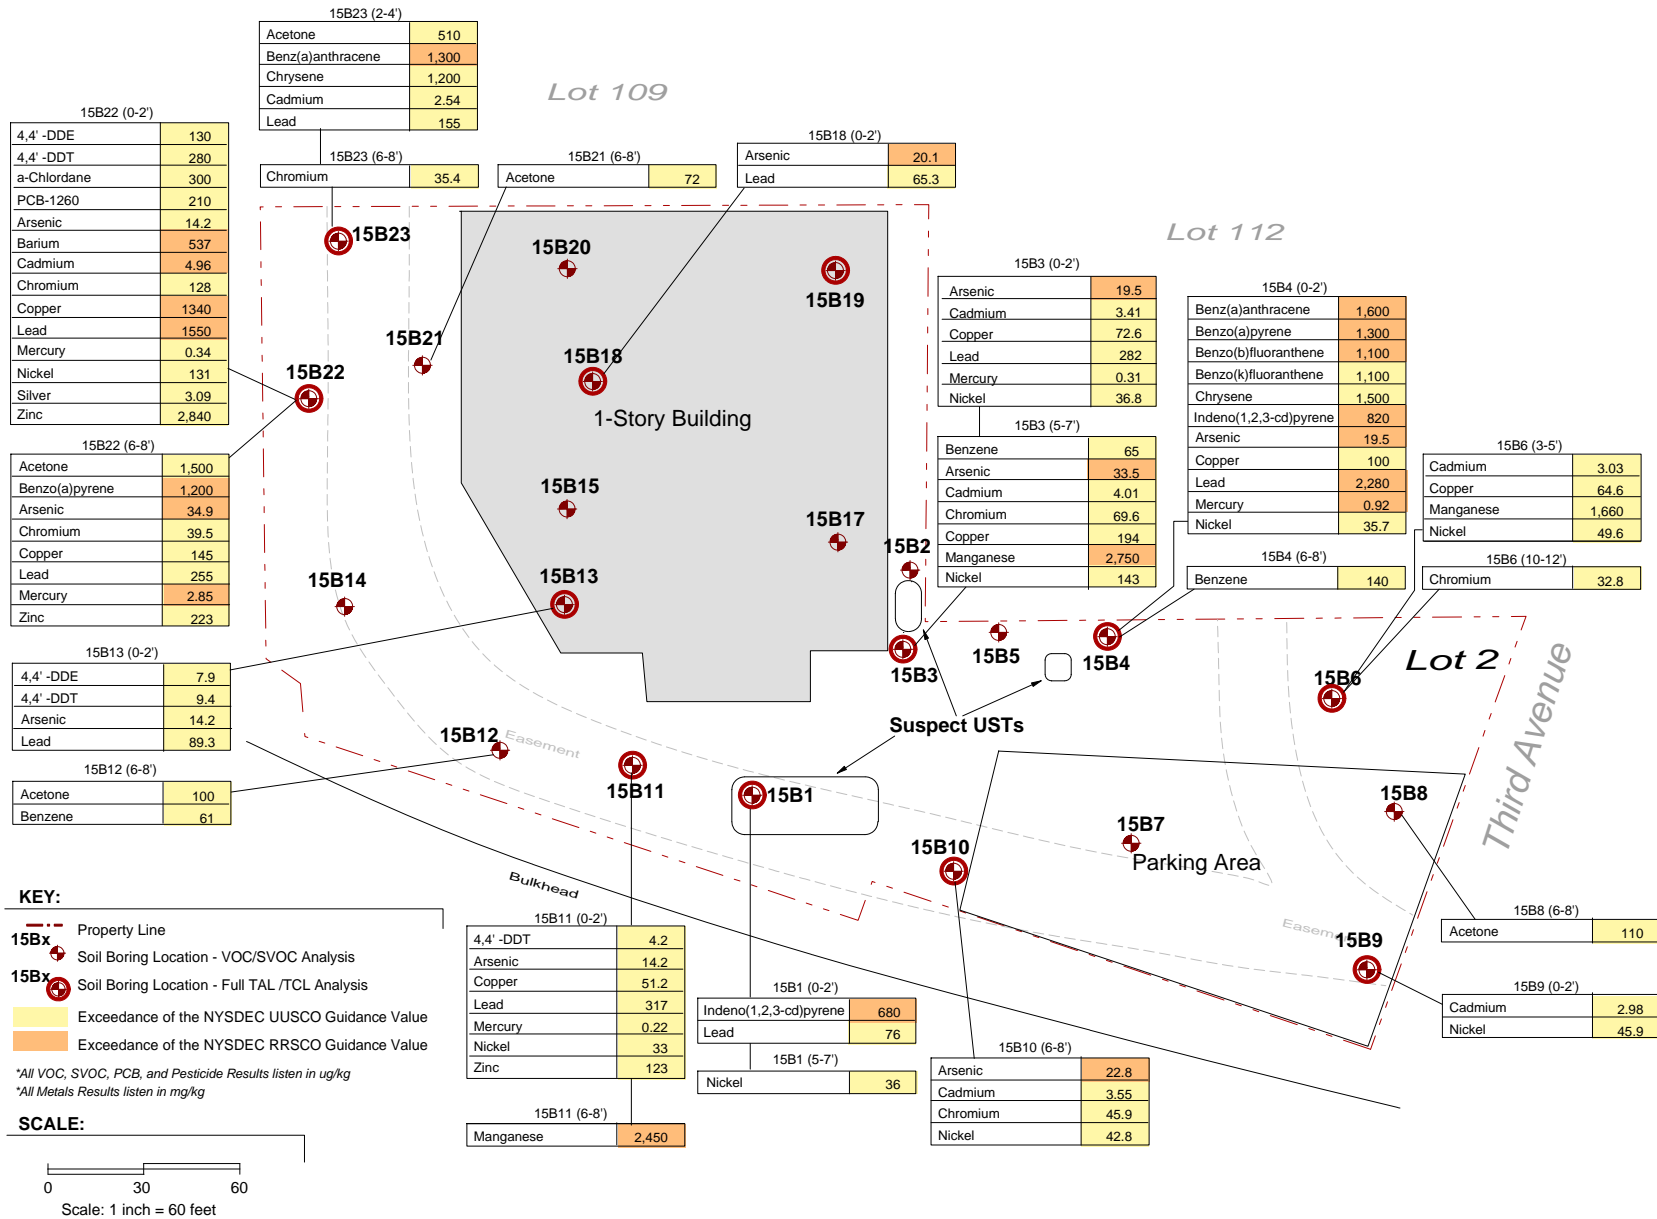 15B23 (2-4')
Acetone 510
Benz(a)anthracene 1,300
Chrysene 1,200
Cadmium 2.54
Lead 155
15B23 (6-8')
Chromium 35.4
Lot 109
15B22 (0-2')
4,4' -DDE 130
4,4' -DDT 280
a-Chlordane 300
PCB-1260 210
Arsenic 14.2
Barium 537
Cadmium 4.96
Chromium 128
Copper 1340
Lead 1550
Mercury 0.34
Nickel 131
Silver 3.09
Zinc 2,840
15B22 (6-8')
Acetone 1,500
Benzo(a)pyrene 1,200
Arsenic 34.9
Chromium 39.5
Copper 145
Lead 255
Mercury 2.85
Zinc 223
15B21 (6-8')
Acetone 72
15B18 (0-2')
Arsenic 20.1
Lead 65.3
Lot 112
15B3 (0-2')
Arsenic 19.5
Cadmium 3.41
Copper 72.6
Lead 282
Mercury 0.31
Nickel 36.8
15B3 (5-7')
Benzene 65
Arsenic 33.5
Cadmium 4.01
Chromium 69.6
Copper 194
Manganese 2,750
Nickel 143
15B4 (0-2')
Benz(a)anthracene 1,600
Benzo(a)pyrene 1,300
Benzo(b)fluoranthene 1,100
Benzo(k)fluoranthene 1,100
Chrysene 1,500
Indeno(1,2,3-cd)pyrene 820
Arsenic 19.5
Copper 100
Lead 2,280
Mercury 0.92
Nickel 35.7
15B4 (6-8')
Benzene 140
15B6 (3-5')
Cadmium 3.03
Copper 64.6
Manganese 1,660
Nickel 49.6
15B6 (10-12')
Chromium 32.8
15B23
15B20
15B19
15B21
15B18
15B22
1-Story Building
15B15
15B17
15B2
15B14
15B13
15B5
15B4
15B3
15B6
Lot 2
Third Avenue
Suspect USTs
15B13 (0-2')
4,4' -DDE 7.9
4,4' -DDT 9.4
Arsenic 14.2
Lead 89.3
15B12 (6-8')
Acetone 100
Benzene 61
15B12
Easement
15B11
15B1
15B8
15B7
15B10
Parking Area
Bulkhead
Easement
15B9
15B8 (6-8')
Acetone 110
15B9 (0-2')
Cadmium 2.98
Nickel 45.9
15B11 (0-2')
4,4' -DDT 4.2
Arsenic 14.2
Copper 51.2
Lead 317
Mercury 0.22
Nickel 33
Zinc 123
15B11 (6-8')
Manganese 2,450
15B1 (0-2')
Indeno(1,2,3-cd)pyrene 680
Lead 76
15B1 (5-7')
Nickel 36
15B10 (6-8')
Arsenic 22.8
Cadmium 3.55
Chromium 45.9
Nickel 42.8
KEY:
Property Line
15Bx Soil Boring Location - VOC/SVOC Analysis
15Bx Soil Boring Location - Full TAL /TCL Analysis
Exceedance of the NYSDEC UUSCO Guidance Value
Exceedance of the NYSDEC RRSCO Guidance Value
*All VOC, SVOC, PCB, and Pesticide Results listen in ug/kg
*All Metals Results listen in mg/kg
SCALE:
0 30 60
Scale: 1 inch = 60 feet